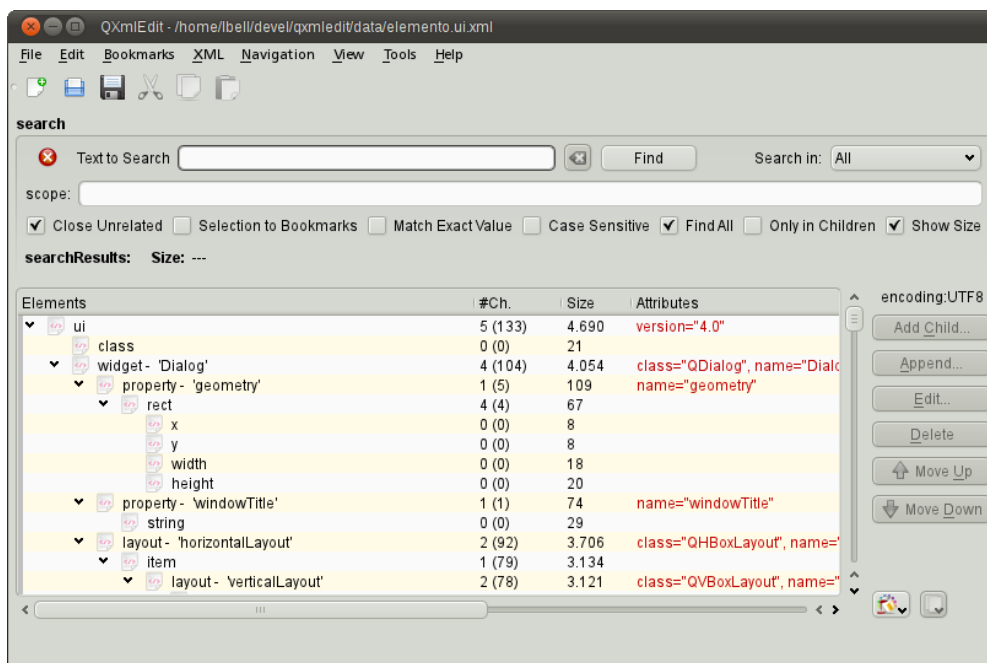 QXmlEdit - /home/lbell/devel/qxmledit/data/elemento.ui.xml
File Edit Bookmarks XML Navigation View Tools Help
search
Text to Search Find Search in: All
scope:
Close Unrelated Selection to Bookmarks Match Exact Value Case Sensitive Find All Only in Children Show Size
searchResults: Size: ---
Elements #Ch. Size Attributes encoding:UTF8
ui 5 (133) 4.690 version="4.0" Add Child...
class 0 (0) 21
widget - 'Dialog' 4 (104) 4.054 class="QDialog", name="Dialo Append...
property - 'geometry' 1 (5) 109 name="geometry"
rect 4 (4) 67 Edit...
x 0 (0) 8
y 0 (0) 8 Delete
width 0 (0) 18
height 0 (0) 20 Move Up
property - 'windowTitle' 1 (1) 74 name="windowTitle" Move Down
string 0 (0) 29
layout - 'horizontalLayout' 2 (92) 3.706 class="QHBoxLayout", name="
item 1 (79) 3.134
layout - 'verticalLayout' 2 (78) 3.121 class="QVBoxLayout", name="